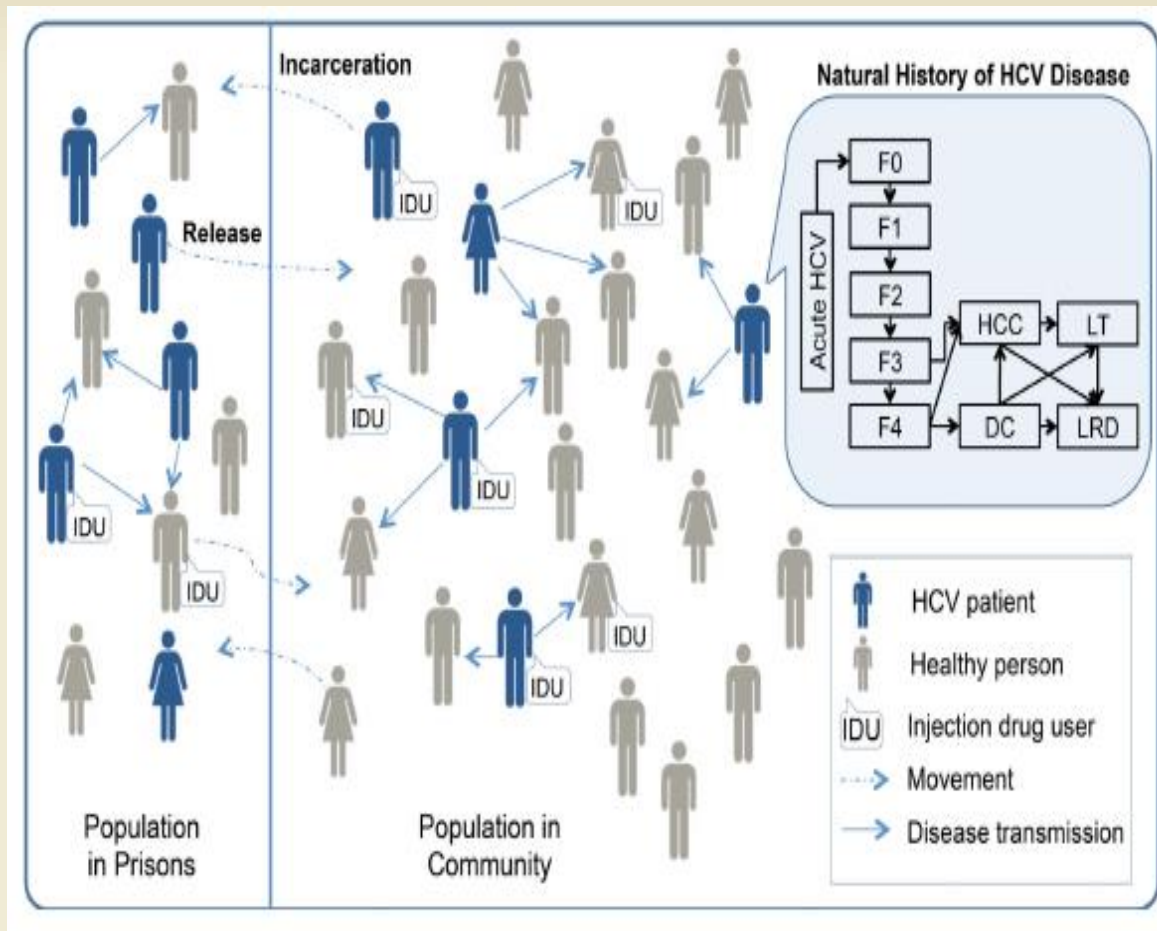 Incarceration
Release
IDU
IDU
IDU
IDU
IDU
IDU
IDU
IDU
Population
in Prisons
Population in
Community
Natural History of HCV Disease
Acute HCV
F0
F1
F2
F3
F4
HCC
LT
DC
LRD
HCV patient
Healthy person
IDU
Injection drug user
Movement
Disease transmission